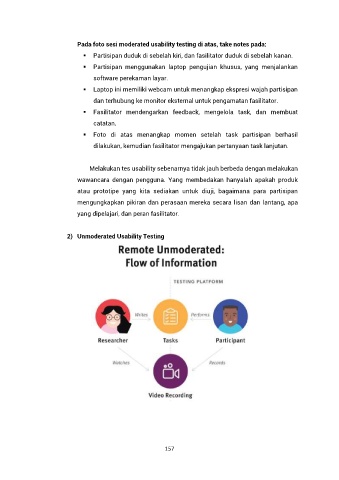 Pada foto sesi moderated usability testing di atas, take notes pada:
▪ Partisipan duduk di sebelah kiri, dan fasilitator duduk di sebelah kanan.
▪ Partisipan menggunakan laptop pengujian khusus, yang menjalankan
software perekaman layar.
▪ Laptop ini memiliki webcam untuk menangkap ekspresi wajah partisipan
dan terhubung ke monitor eksternal untuk pengamatan fasilitator.
▪ Fasilitator mendengarkan feedback, mengelola task, dan membuat
catatan.
▪ Foto di atas menangkap momen setelah task partisipan berhasil
dilakukan, kemudian fasilitator mengajukan pertanyaan task lanjutan.
Melakukan tes usability sebenarnya tidak jauh berbeda dengan melakukan
wawancara dengan pengguna. Yang membedakan hanyalah apakah produk
atau prototipe yang kita sediakan untuk diuji, bagaimana para partisipan
mengungkapkan pikiran dan perasaan mereka secara lisan dan lantang, apa
yang dipelajari, dan peran fasilitator.
2) Unmoderated Usability Testing
Remote Unmoderated:
Flow of Information
TESTING PLATFORM
Writes
Performs
Researcher
Tasks
Participant
Watches
Records
Video Recording
157